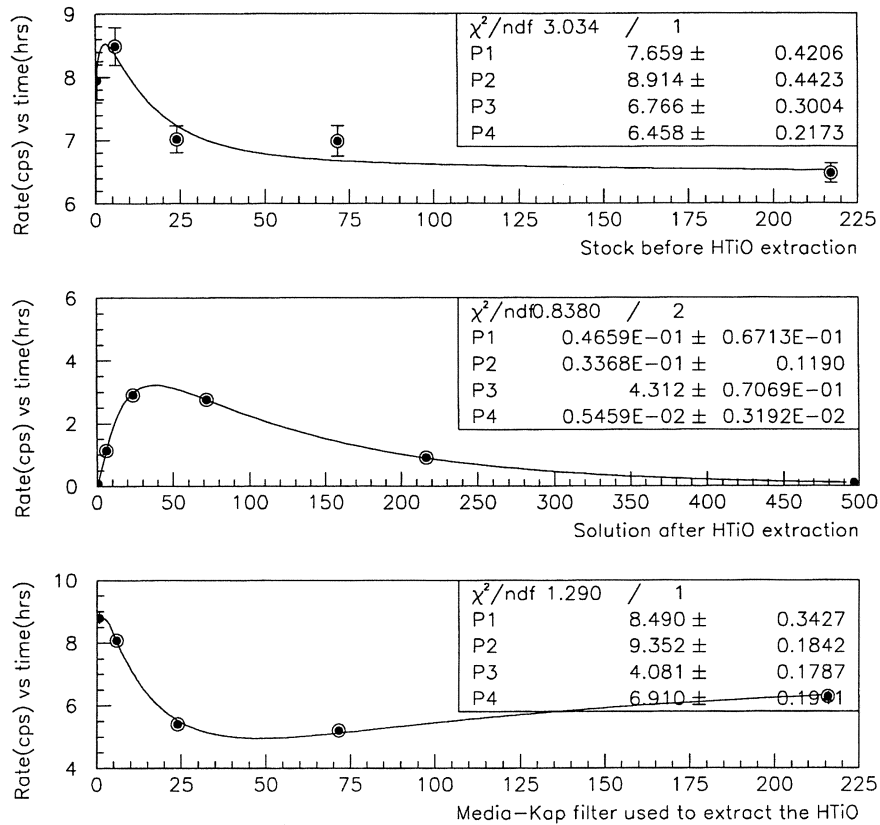 Rate(cps) vs time(hrs)
9
8
7
6
χ²/ndf 3.034 / 1
P1 7.659 ± 0.4206
P2 8.914 ± 0.4423
P3 6.766 ± 0.3004
P4 6.458 ± 0.2173
0 25 50 75 100 125 150 175 200 225
Stock before HTiO extraction
Rate(cps) vs time(hrs)
6
4
2
0
χ²/ndf0.8380 / 2
P1 0.4659E−01 ± 0.6713E−01
P2 0.3368E−01 ± 0.1190
P3 4.312 ± 0.7069E−01
P4 0.5459E−02 ± 0.3192E−02
0 50 100 150 200 250 300 350 400 450 500
Solution after HTiO extraction
Rate(cps) vs time(hrs)
10
8
6
4
χ²/ndf 1.290 / 1
P1 8.490 ± 0.3427
P2 9.352 ± 0.1842
P3 4.081 ± 0.1787
P4 6.910 ±
0 25 50 75 100 125 150 175 200 225
Media−Kap filter used to extract the HTiO